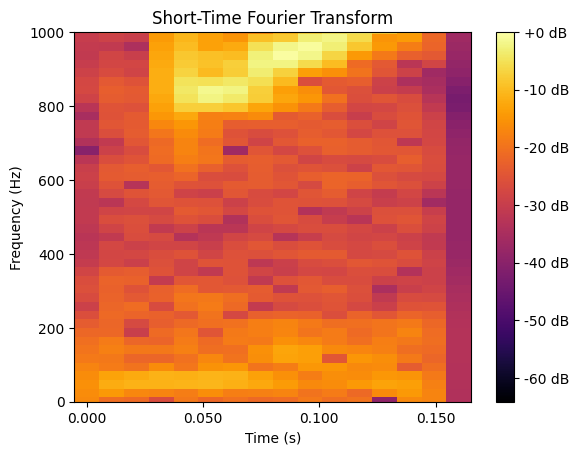 Short-Time Fourier Transform
1000
800
600
400
200
0
Frequency (Hz)
0.000
0.050
0.100
0.150
Time (s)
+0 dB
-10 dB
-20 dB
-30 dB
-40 dB
-50 dB
-60 dB